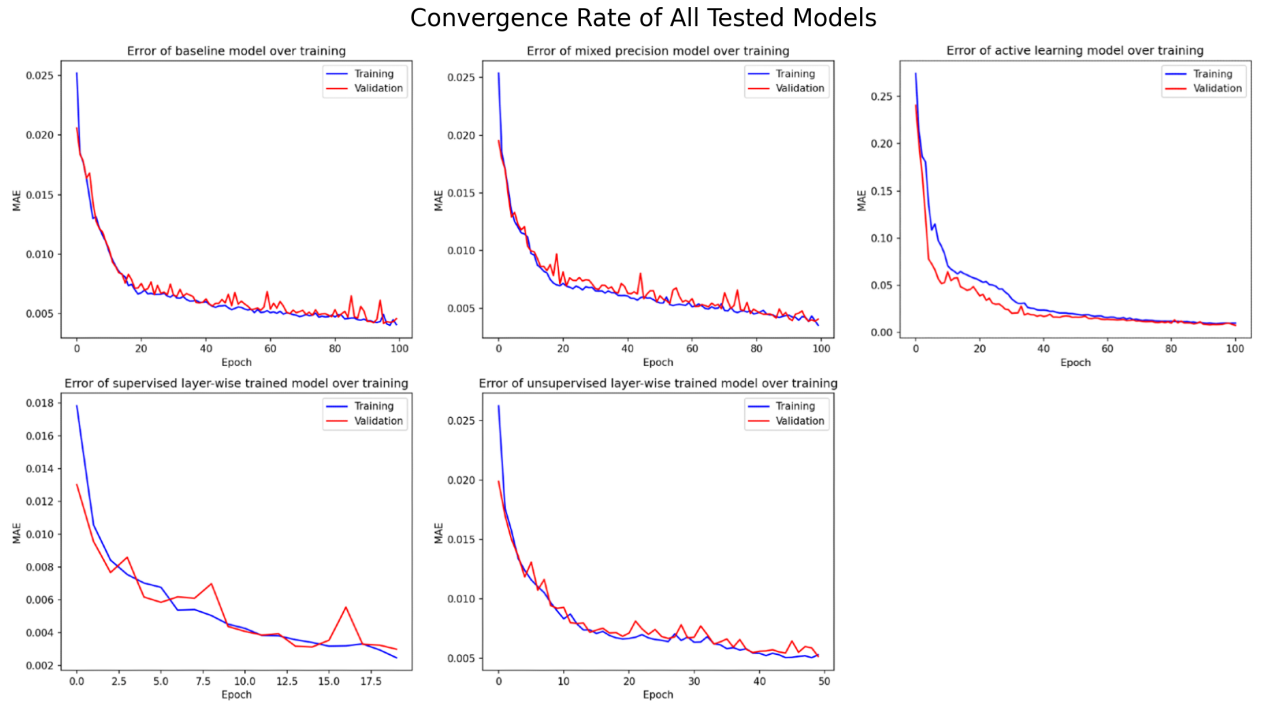 Convergence Rate of All Tested Models
Error of baseline model over training
MAE
0.025
0.020
0.015
0.010
0.005
Training
Validation
0 20 40 60 80 100
Epoch
Error of mixed precision model over training
MAE
0.025
0.020
0.015
0.010
0.005
Training
Validation
0 20 40 60 80 100
Epoch
Error of active learning model over training
MAE
0.25
0.20
0.15
0.10
0.05
0.00
Training
Validation
0 20 40 60 80 100
Epoch
Error of supervised layer-wise trained model over training
MAE
0.018
0.016
0.014
0.012
0.010
0.008
0.006
0.004
0.002
Training
Validation
0.0 2.5 5.0 7.5 10.0 12.5 15.0 17.5
Epoch
Error of unsupervised layer-wise trained model over training
MAE
0.025
0.020
0.015
0.010
0.005
Training
Validation
0 10 20 30 40 50
Epoch